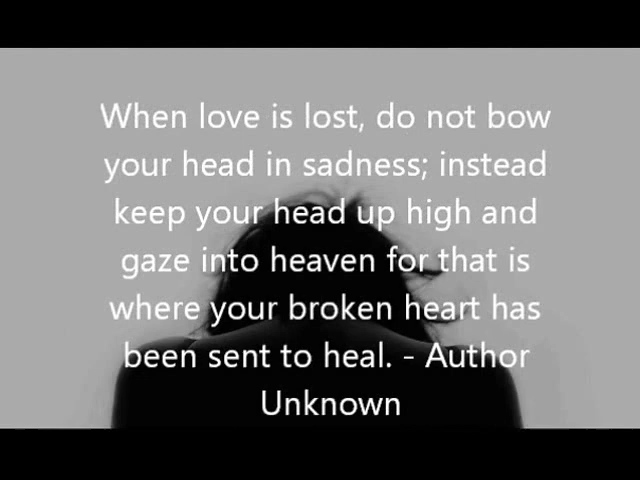 When love is lost, do not bow
your head in sadness; instead
keep your head up high and
gaze into heaven for that is
where your broken heart has
been sent to heal. - Author
Unknown